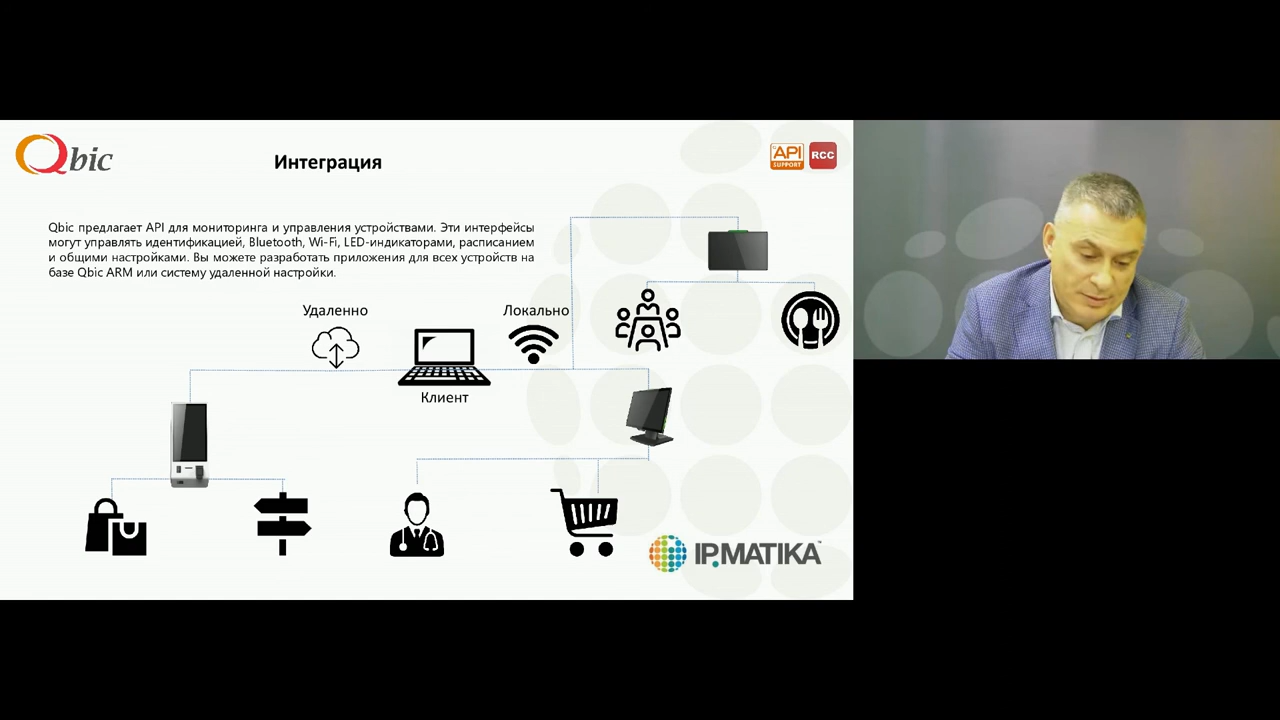 Qbic
Интеграция
API
SUPPORT
RCC
Qbic предлагает API для мониторинга и управления устройствами. Эти интерфейсы
могут управлять идентификацией, Bluetooth, Wi-Fi, LED-индикаторами, расписанием
и общими настройками. Вы можете разработать приложения для всех устройств на
базе Qbic ARM или систему удаленной настройки.
Удаленно
Локально
Клиент
IPMATIKA™